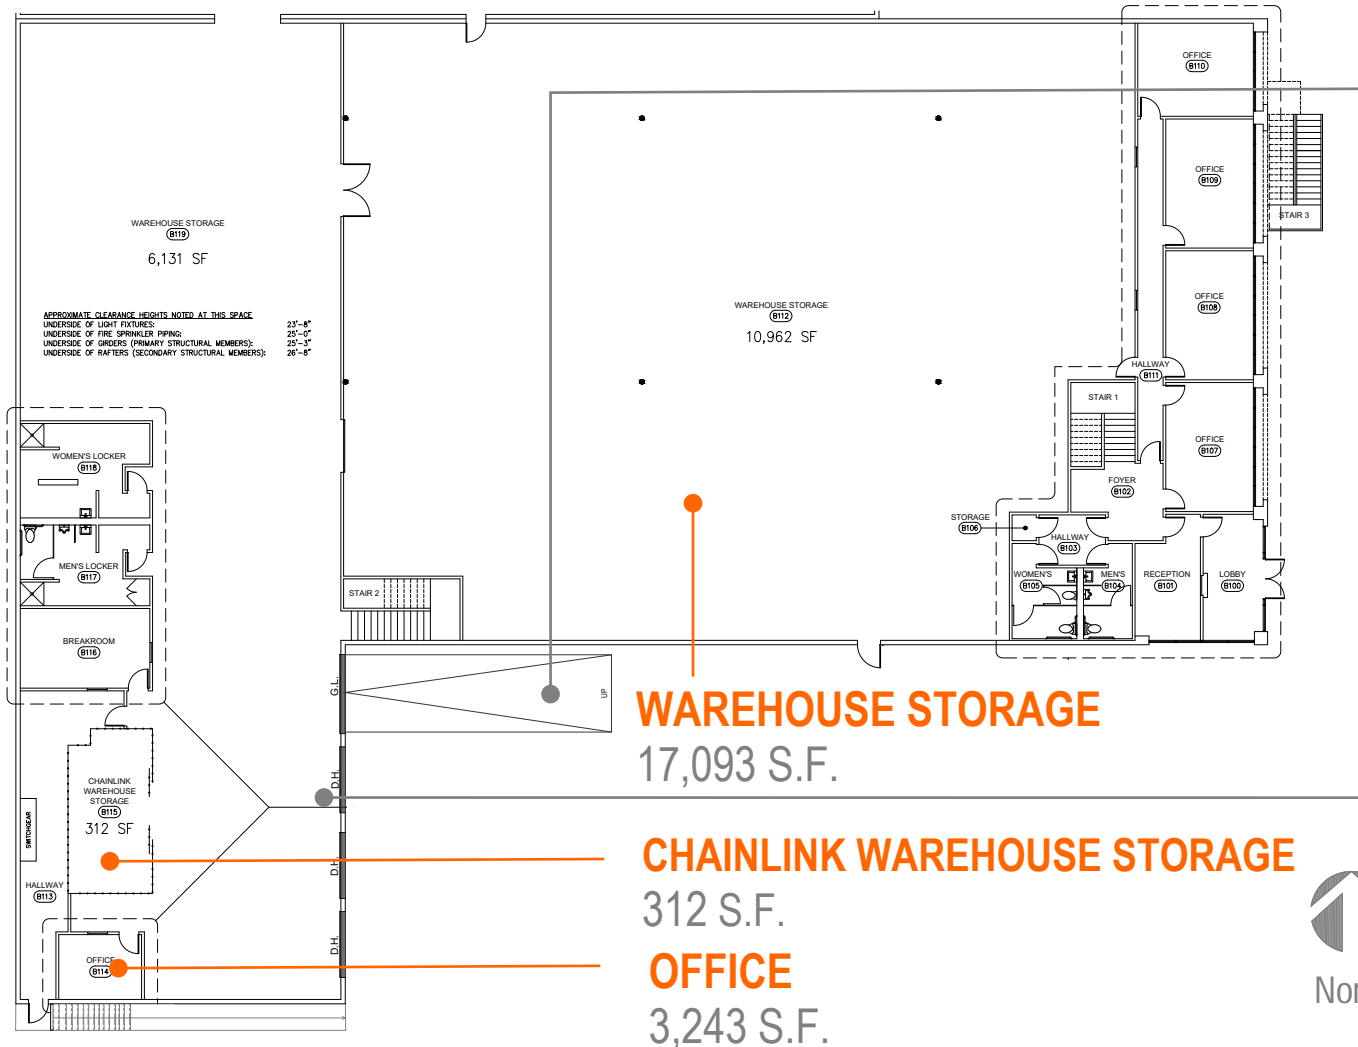 OFFICE
B110
OFFICE
B109
STAIR 3
WAREHOUSE STORAGE
B119
6,131 SF
APPROXIMATE CLEARANCE HEIGHTS NOTED AT THIS SPACE
UNDERSIDE OF LIGHT FIXTURES: 23'-8"
UNDERSIDE OF FIRE SPRINKLER PIPING: 25'-0"
UNDERSIDE OF GIRDERS (PRIMARY STRUCTURAL MEMBERS): 25'-3"
UNDERSIDE OF RAFTERS (SECONDARY STRUCTURAL MEMBERS): 26'-8"
WAREHOUSE STORAGE
B112
10,962 SF
OFFICE
B108
HALLWAY
B111
STAIR 1
OFFICE
B107
FOYER
B102
WOMEN'S LOCKER
B118
STORAGE
B106
HALLWAY
B103
MEN'S LOCKER
B117
WOMEN'S
B105
MEN'S
B104
RECEPTION
B101
LOBBY
B100
STAIR 2
BREAKROOM
B116
G.L.
UP
WAREHOUSE STORAGE
17,093 S.F.
D.H.
CHAINLINK
WAREHOUSE
STORAGE
B115
312 SF
SWITCHGEAR
D.H.
CHAINLINK WAREHOUSE STORAGE
312 S.F.
HALLWAY
B113
D.H.
OFFICE
B114
OFFICE
3,243 S.F.
Nor